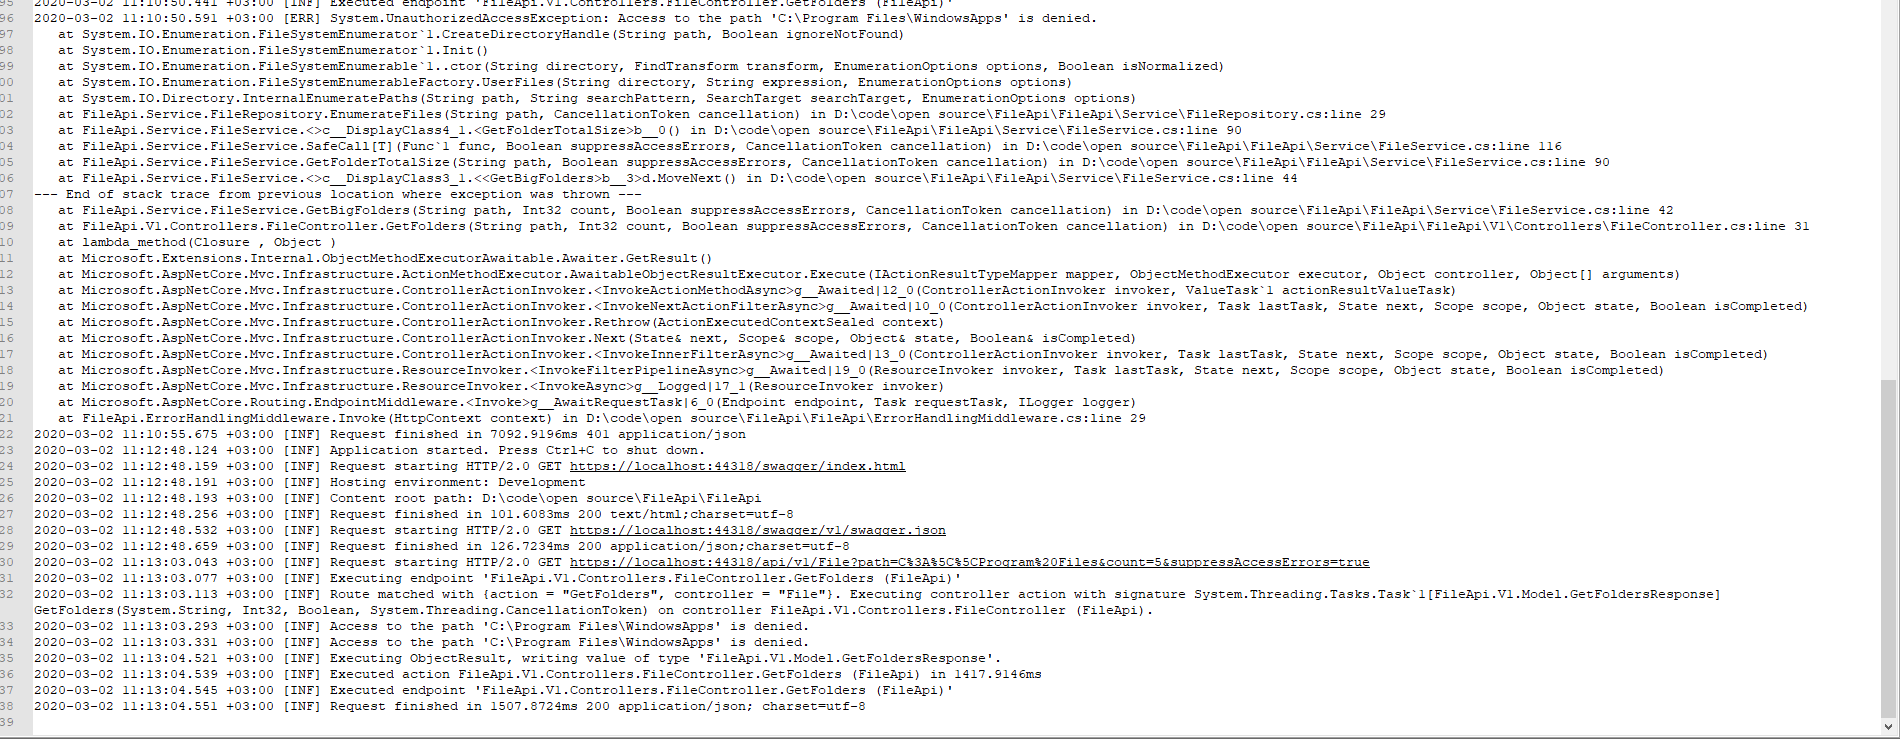 95 2020-03-02 11:10:50.441 +03:00 [INF] Executed endpoint 'FileApi.V1.Controllers.FileController.GetFolders (FileApi)'
2020-03-02 11:10:50.591 +03:00 [ERR] System.UnauthorizedAccessException: Access to the path 'C:\Program Files\WindowsApps' is denied.
97    at System.IO.Enumeration.FileSystemEnumerator`1.CreateDirectoryHandle(String path, Boolean ignoreNotFound)
98    at System.IO.Enumeration.FileSystemEnumerator`1.Init()
99    at System.IO.Enumeration.FileSystemEnumerable`1..ctor(String directory, FindTransform transform, EnumerationOptions options, Boolean isNormalized)
00    at System.IO.Enumeration.FileSystemEnumerableFactory.UserFiles(String directory, String expression, EnumerationOptions options)
01    at System.IO.Directory.InternalEnumeratePaths(String path, String searchPattern, SearchTarget searchTarget, EnumerationOptions options)
02    at FileApi.Service.FileRepository.EnumerateFiles(String path, CancellationToken cancellation) in D:\code\open source\FileApi\FileApi\Service\FileRepository.cs:line 29
03    at FileApi.Service.FileService.<>c__DisplayClass4_1.<GetFolderTotalSize>b__0() in D:\code\open source\FileApi\FileApi\Service\FileService.cs:line 90
04    at FileApi.Service.FileService.SafeCall[T](Func`1 func, Boolean suppressAccessErrors, CancellationToken cancellation) in D:\code\open source\FileApi\FileApi\Service\FileService.cs:line 116
05    at FileApi.Service.FileService.GetFolderTotalSize(String path, Boolean suppressAccessErrors, CancellationToken cancellation) in D:\code\open source\FileApi\FileApi\Service\FileService.cs:line 90
06    at FileApi.Service.FileService.<>c__DisplayClass3_1.<<GetBigFolders>b__3>d.MoveNext() in D:\code\open source\FileApi\FileApi\Service\FileService.cs:line 44
07 --- End of stack trace from previous location where exception was thrown ---
08    at FileApi.Service.FileService.GetBigFolders(String path, Int32 count, Boolean suppressAccessErrors, CancellationToken cancellation) in D:\code\open source\FileApi\FileApi\Service\FileService.cs:line 42
09    at FileApi.V1.Controllers.FileController.GetFolders(String path, Int32 count, Boolean suppressAccessErrors, CancellationToken cancellation) in D:\code\open source\FileApi\FileApi\V1\Controllers\FileController.cs:line 31
10    at lambda_method(Closure , Object )
11    at Microsoft.Extensions.Internal.ObjectMethodExecutorAwaitable.Awaiter.GetResult()
12    at Microsoft.AspNetCore.Mvc.Infrastructure.ActionMethodExecutor.AwaitableObjectResultExecutor.Execute(IActionResultTypeMapper mapper, ObjectMethodExecutor executor, Object controller, Object[] arguments)
13    at Microsoft.AspNetCore.Mvc.Infrastructure.ControllerActionInvoker.<InvokeActionMethodAsync>g__Awaited|12_0(ControllerActionInvoker invoker, ValueTask`1 actionResultValueTask)
14    at Microsoft.AspNetCore.Mvc.Infrastructure.ControllerActionInvoker.<InvokeNextActionFilterAsync>g__Awaited|10_0(ControllerActionInvoker invoker, Task lastTask, State next, Scope scope, Object state, Boolean isCompleted)
15    at Microsoft.AspNetCore.Mvc.Infrastructure.ControllerActionInvoker.Rethrow(ActionExecutedContextSealed context)
16    at Microsoft.AspNetCore.Mvc.Infrastructure.ControllerActionInvoker.Next(State& next, Scope& scope, Object& state, Boolean& isCompleted)
17    at Microsoft.AspNetCore.Mvc.Infrastructure.ControllerActionInvoker.<InvokeInnerFilterAsync>g__Awaited|13_0(ControllerActionInvoker invoker, Task lastTask, State next, Scope scope, Object state, Boolean isCompleted)
18    at Microsoft.AspNetCore.Mvc.Infrastructure.ResourceInvoker.<InvokeFilterPipelineAsync>g__Awaited|19_0(ResourceInvoker invoker, Task lastTask, State next, Scope scope, Object state, Boolean isCompleted)
19    at Microsoft.AspNetCore.Mvc.Infrastructure.ResourceInvoker.<InvokeAsync>g__Logged|17_1(ResourceInvoker invoker)
20    at Microsoft.AspNetCore.Routing.EndpointMiddleware.<Invoke>g__AwaitRequestTask|6_0(Endpoint endpoint, Task requestTask, ILogger logger)
21    at FileApi.ErrorHandlingMiddleware.Invoke(HttpContext context) in D:\code\open source\FileApi\FileApi\ErrorHandlingMiddleware.cs:line 29
22 2020-03-02 11:10:55.675 +03:00 [INF] Request finished in 7092.9196ms 401 application/json
23 2020-03-02 11:12:48.124 +03:00 [INF] Application started. Press Ctrl+C to shut down.
24 2020-03-02 11:12:48.159 +03:00 [INF] Request starting HTTP/2.0 GET https://localhost:44318/swagger/index.html
25 2020-03-02 11:12:48.191 +03:00 [INF] Hosting environment: Development
26 2020-03-02 11:12:48.193 +03:00 [INF] Content root path: D:\code\open source\FileApi\FileApi
27 2020-03-02 11:12:48.256 +03:00 [INF] Request finished in 101.6083ms 200 text/html;charset=utf-8
28 2020-03-02 11:12:48.532 +03:00 [INF] Request starting HTTP/2.0 GET https://localhost:44318/swagger/v1/swagger.json
29 2020-03-02 11:12:48.659 +03:00 [INF] Request finished in 126.7234ms 200 application/json;charset=utf-8
30 2020-03-02 11:13:03.043 +03:00 [INF] Request starting HTTP/2.0 GET https://localhost:44318/api/v1/File?path=C%3A%5C%5CProgram%20Files&count=5&suppressAccessErrors=true
31 2020-03-02 11:13:03.077 +03:00 [INF] Executing endpoint 'FileApi.V1.Controllers.FileController.GetFolders (FileApi)'
32 2020-03-02 11:13:03.113 +03:00 [INF] Route matched with {action = "GetFolders", controller = "File"}. Executing controller action with signature System.Threading.Tasks.Task`1[FileApi.V1.Model.GetFoldersResponse]
GetFolders(System.String, Int32, Boolean, System.Threading.CancellationToken) on controller FileApi.V1.Controllers.FileController (FileApi).
33 2020-03-02 11:13:03.293 +03:00 [INF] Access to the path 'C:\Program Files\WindowsApps' is denied.
34 2020-03-02 11:13:03.331 +03:00 [INF] Access to the path 'C:\Program Files\WindowsApps' is denied.
35 2020-03-02 11:13:04.521 +03:00 [INF] Executing ObjectResult, writing value of type 'FileApi.V1.Model.GetFoldersResponse'.
36 2020-03-02 11:13:04.539 +03:00 [INF] Executed action FileApi.V1.Controllers.FileController.GetFolders (FileApi) in 1417.9146ms
37 2020-03-02 11:13:04.545 +03:00 [INF] Executed endpoint 'FileApi.V1.Controllers.FileController.GetFolders (FileApi)'
38 2020-03-02 11:13:04.551 +03:00 [INF] Request finished in 1507.8724ms 200 application/json; charset=utf-8
39